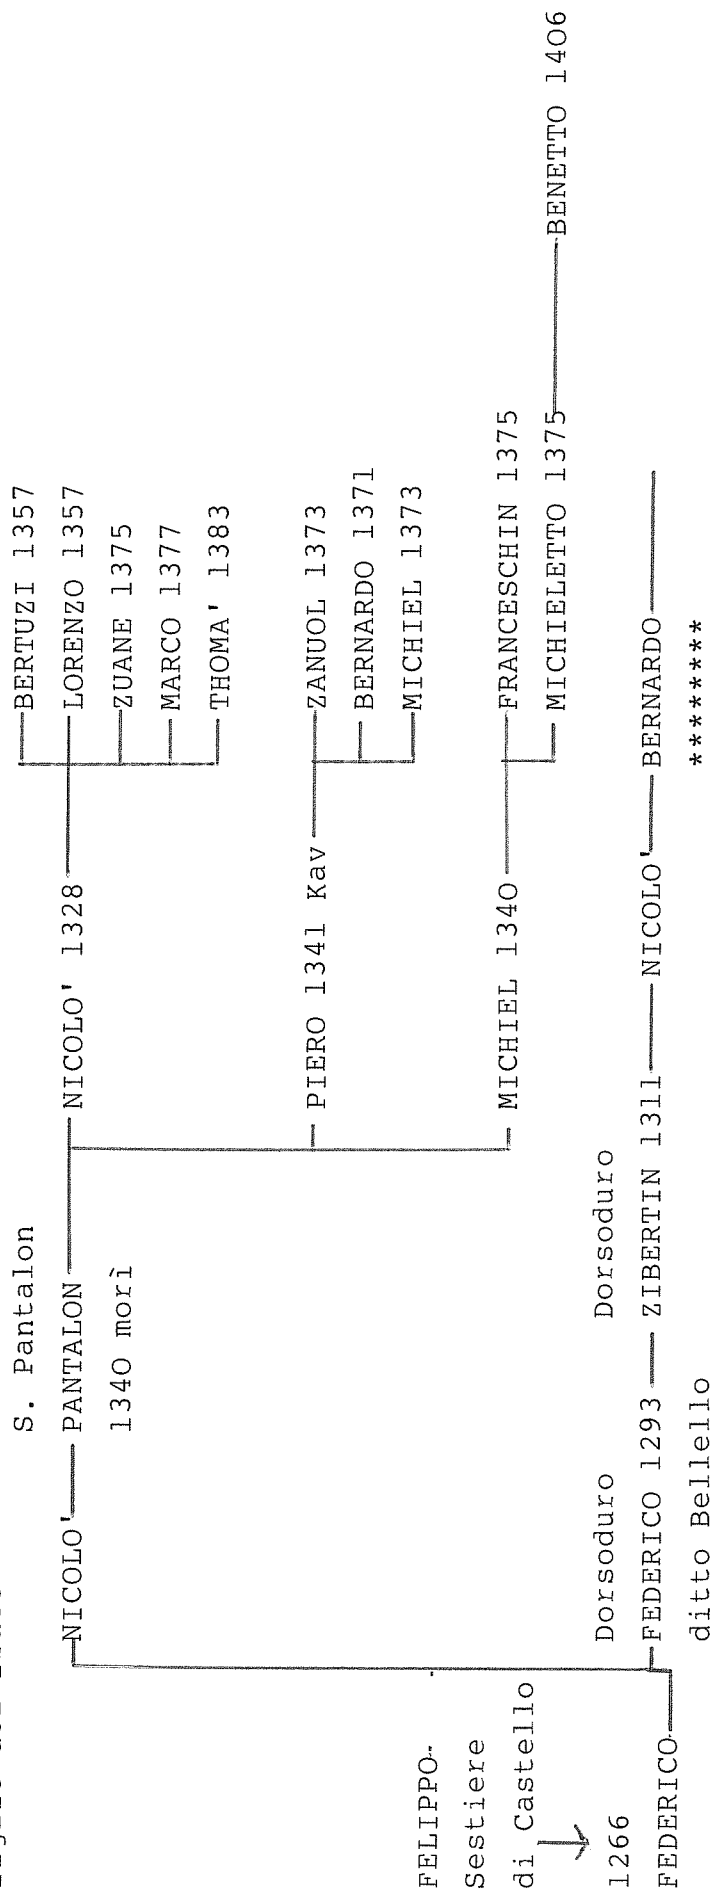 S. Pantalon BERTUZI 1357
NICOLO' PANTALON NICOLO' 1328 LORENZO 1357
1340 morì ZUANE 1375
MARCO 1377
THOMA' 1383
PIERO 1341 Kav ZANUOL 1373
BERNARDO 1371
MICHIEL 1373
FELIPPO
Sestiere
di Castello
MICHIEL 1340 FRANCESCHIN 1375
MICHIELETTO 1375 BENETTO 1406
Dorsoduro Dorsoduro
1266
FEDERICO FEDERICO 1293 ZIBERTIN 1311 NICOLO' BERNARDO
ditto Bellello *********